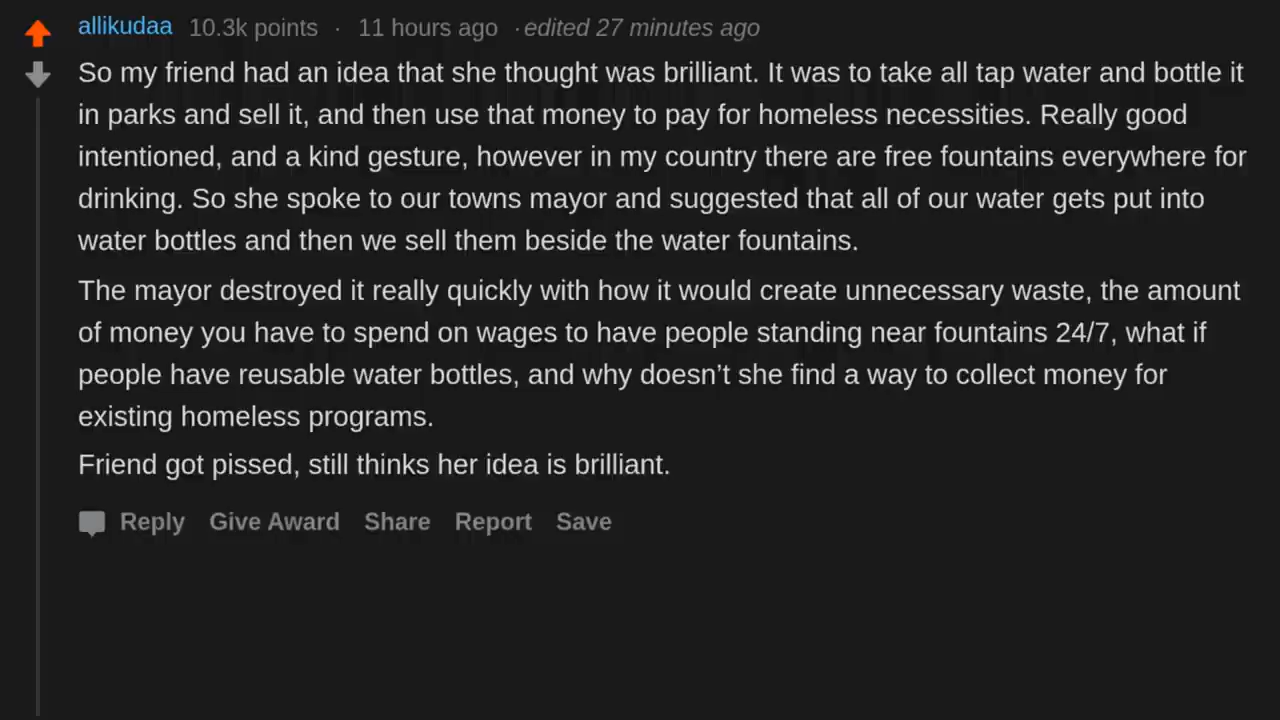 allikudaa 10.3k points · 11 hours ago · edited 27 minutes ago
So my friend had an idea that she thought was brilliant. It was to take all tap water and bottle it
in parks and sell it, and then use that money to pay for homeless necessities. Really good
intentioned, and a kind gesture, however in my country there are free fountains everywhere for
drinking. So she spoke to our towns mayor and suggested that all of our water gets put into
water bottles and then we sell them beside the water fountains.
The mayor destroyed it really quickly with how it would create unnecessary waste, the amount
of money you have to spend on wages to have people standing near fountains 24/7, what if
people have reusable water bottles, and why doesn’t she find a way to collect money for
existing homeless programs.
Friend got pissed, still thinks her idea is brilliant.
Reply Give Award Share Report Save